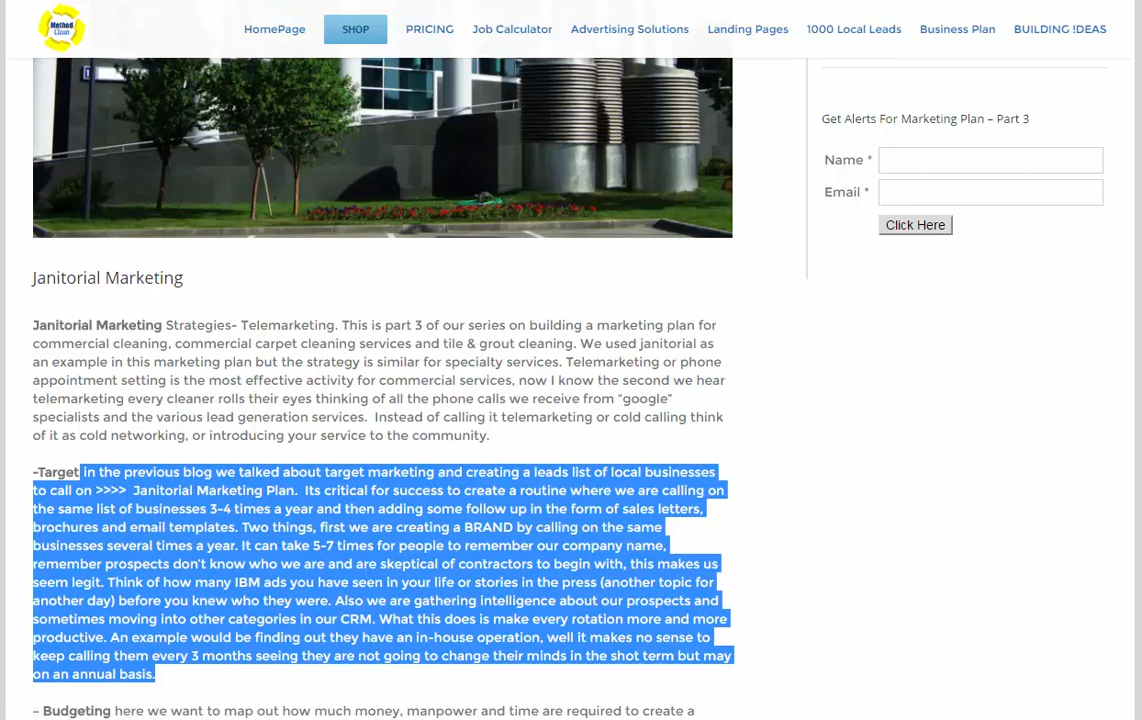 Method
Clean
HomePage
SHOP
PRICING
Job Calculator
Advertising Solutions
Landing Pages
1000 Local Leads
Business Plan
BUILDING !DEAS
Get Alerts For Marketing Plan – Part 3
Name *
Email *
Click Here
Janitorial Marketing
Janitorial Marketing Strategies- Telemarketing. This is part 3 of our series on building a marketing plan for
commercial cleaning, commercial carpet cleaning services and tile & grout cleaning. We used janitorial as
an example in this marketing plan but the strategy is similar for specialty services. Telemarketing or phone
appointment setting is the most effective activity for commercial services, now I know the second we hear
telemarketing every cleaner rolls their eyes thinking of all the phone calls we receive from “google”
specialists and the various lead generation services.  Instead of calling it telemarketing or cold calling think
of it as cold networking, or introducing your service to the community.
-Target in the previous blog we talked about target marketing and creating a leads list of local businesses
to call on >>>>  Janitorial Marketing Plan.  Its critical for success to create a routine where we are calling on
the same list of businesses 3-4 times a year and then adding some follow up in the form of sales letters,
brochures and email templates. Two things, first we are creating a BRAND by calling on the same
businesses several times a year. It can take 5-7 times for people to remember our company name,
remember prospects don't know who we are and are skeptical of contractors to begin with, this makes us
seem legit. Think of how many IBM ads you have seen in your life or stories in the press (another topic for
another day) before you knew who they were. Also we are gathering intelligence about our prospects and
sometimes moving into other categories in our CRM. What this does is make every rotation more and more
productive. An example would be finding out they have an in-house operation, well it makes no sense to
keep calling them every 3 months seeing they are not going to change their minds in the shot term but may
on an annual basis.
– Budgeting here we want to map out how much money, manpower and time are required to create a